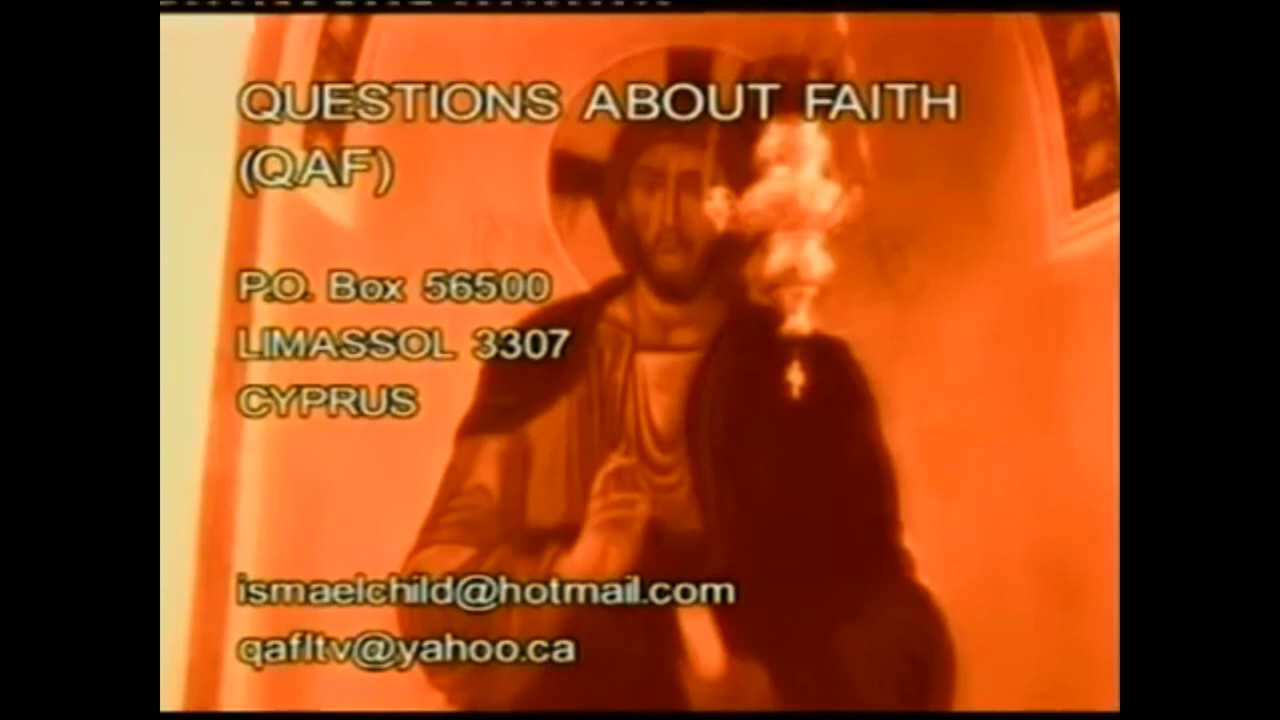 QUESTIONS ABOUT FAITH
(QAF)
P.O. Box 56500
LIMASSOL 3307
CYPRUS
ismaelchild@hotmail.com
qafltv@yahoo.ca